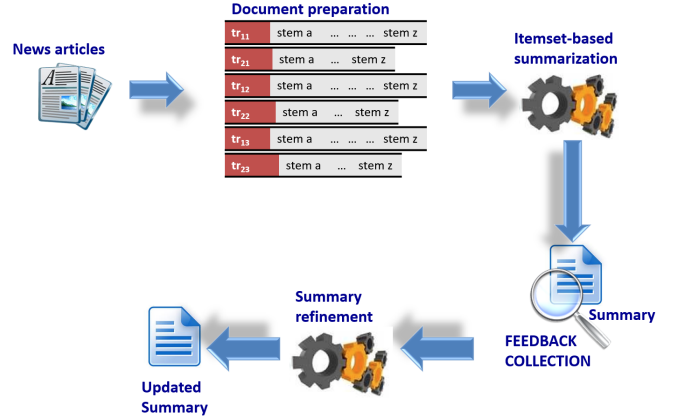 Document preparation
News articles
tr11 stem a ... ... ... stem z
tr21 stem a ... stem z
tr12 stem a ... ... ... stem z
tr22 stem a ... stem z
tr13 stem a ... ... ... stem z
tr23 stem a ... stem z
Itemset-based
summarization
A
Summary
FEEDBACK
COLLECTION
Summary
refinement
Updated
Summary